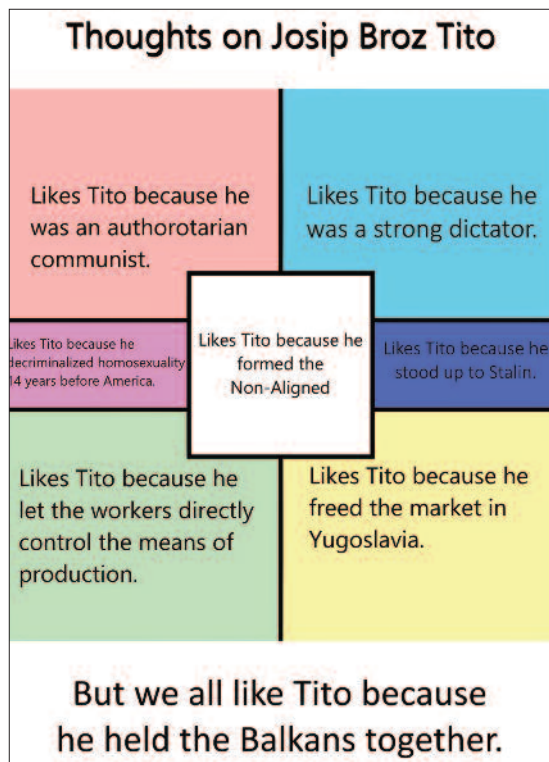 Thoughts on Josip Broz Tito
Likes Tito because he
was an authorotarian
communist.
Likes Tito because he
was a strong dictator.
Likes Tito because he
decriminalized homosexuality
14 years before America.
Likes Tito because he
formed the
Non-Aligned
Likes Tito because he
stood up to Stalin.
Likes Tito because he
let the workers directly
control the means of
production.
Likes Tito because he
freed the market in
Yugoslavia.
But we all like Tito because
he held the Balkans together.